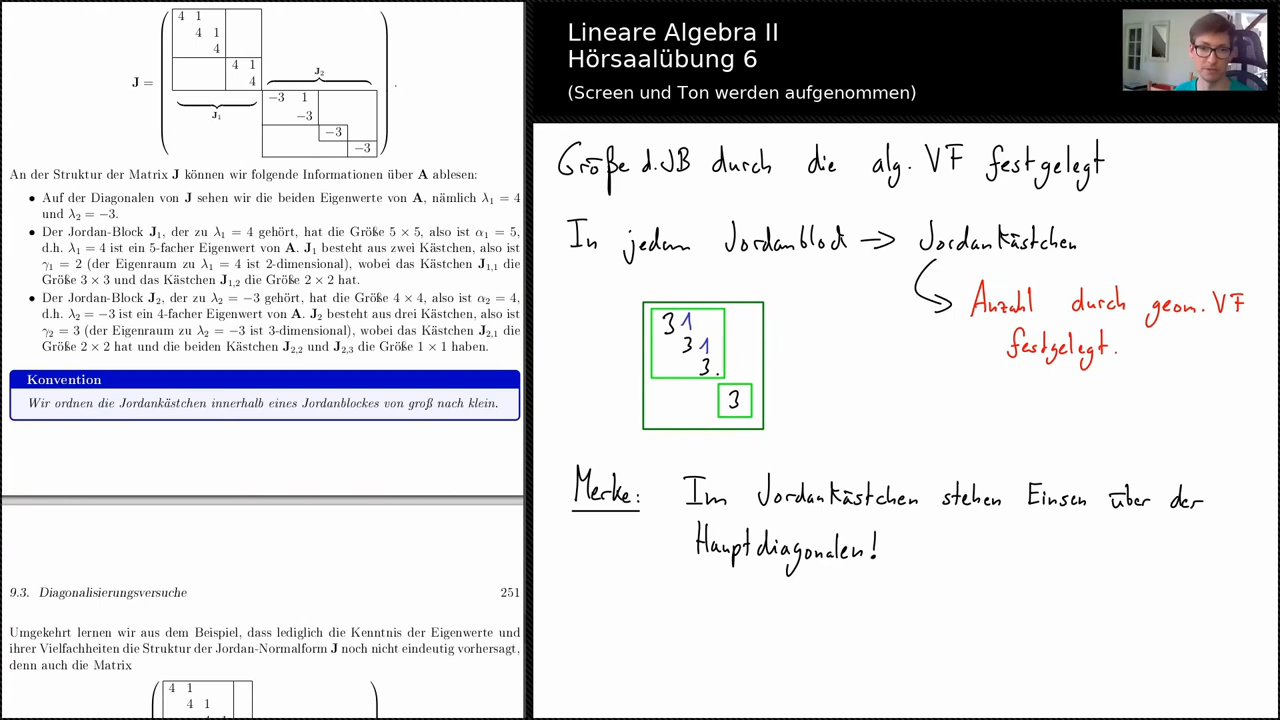 4 1
4 1
4
4 1
4
J =
J₁
J₂
−3 1
−3
−3
−3
.
An der Struktur der Matrix J können wir folgende Informationen über A ablesen:
• Auf der Diagonalen von J sehen wir die beiden Eigenwerte von A, nämlich λ₁ = 4
und λ₂ = −3.
• Der Jordan-Block J₁, der zu λ₁ = 4 gehört, hat die Größe 5 × 5, also ist α₁ = 5,
d.h. λ₁ = 4 ist ein 5-facher Eigenwert von A. J₁ besteht aus zwei Kästchen, also ist
γ₁ = 2 (der Eigenraum zu λ₁ = 4 ist 2-dimensional), wobei das Kästchen J₁,₁ die
Größe 3 × 3 und das Kästchen J₁,₂ die Größe 2 × 2 hat.
• Der Jordan-Block J₂, der zu λ₂ = −3 gehört, hat die Größe 4 × 4, also ist α₂ = 4,
d.h. λ₂ = −3 ist ein 4-facher Eigenwert von A. J₂ besteht aus drei Kästchen, also ist
γ₂ = 3 (der Eigenraum zu λ₂ = −3 ist 3-dimensional), wobei das Kästchen J₂,₁ die
Größe 2 × 2 hat und die beiden Kästchen J₂,₂ und J₂,₃ die Größe 1 × 1 haben.
Konvention
Wir ordnen die Jordankästchen innerhalb eines Jordanblockes von groß nach klein.
9.3. Diagonalisierungsversuche 251
Umgekehrt lernen wir aus dem Beispiel, dass lediglich die Kenntnis der Eigenwerte und
ihrer Vielfachheiten die Struktur der Jordan-Normalform J noch nicht eindeutig vorhersagt,
denn auch die Matrix
4 1
4 1
Lineare Algebra II
Hörsaalübung 6
(Screen und Ton werden aufgenommen)
Größe d. JB durch die alg. VF festgelegt
In jedem Jordanblock → Jordankästchen
Anzahl durch geom. VF
festgelegt.
3 1
3 1
3.
3
Merke: Im Jordankästchen stehen Einsen über der
Hauptdiagonalen!